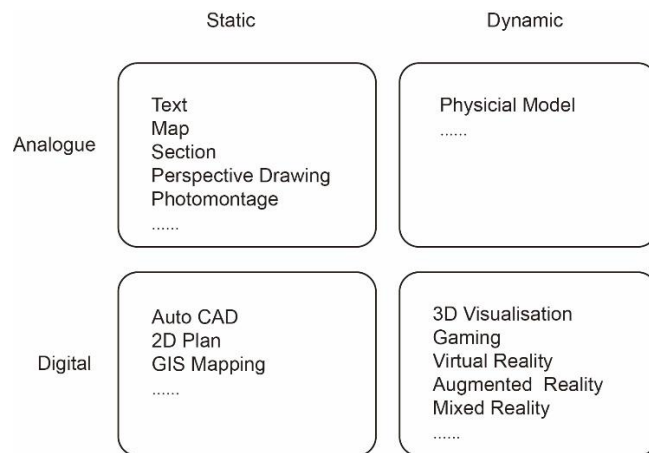 Static
Dynamic
Analogue
Text
Map
Section
Perspective Drawing
Photomontage
......
Physicial Model
......
Digital
Auto CAD
2D Plan
GIS Mapping
......
3D Visualisation
Gaming
Virtual Reality
Augmented  Reality
Mixed Reality
......